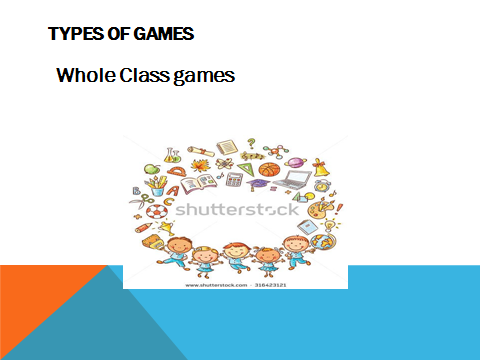 TYPES OF GAMES
Whole Class games
shutterstock
www.shutterstock.com · 316423121